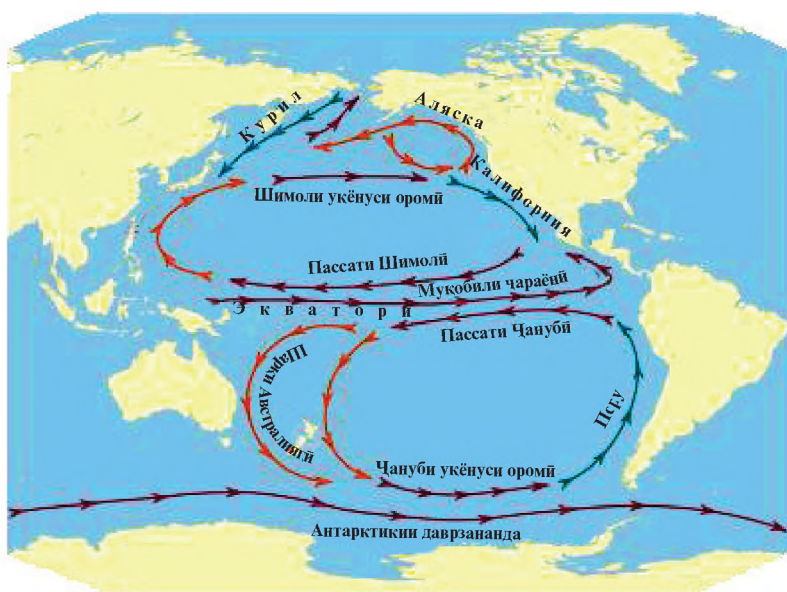 Курил
Аляска
Калифорния
Шимоли укёнуси оромӣ
Пассати Шимолӣ
Муқобили чараёнӣ
Экваторӣ
Пассати Ҷанубӣ
Шарқи Австралиягӣ
Перу
Ҷануби укёнуси оромӣ
Антарктикии даврзананда